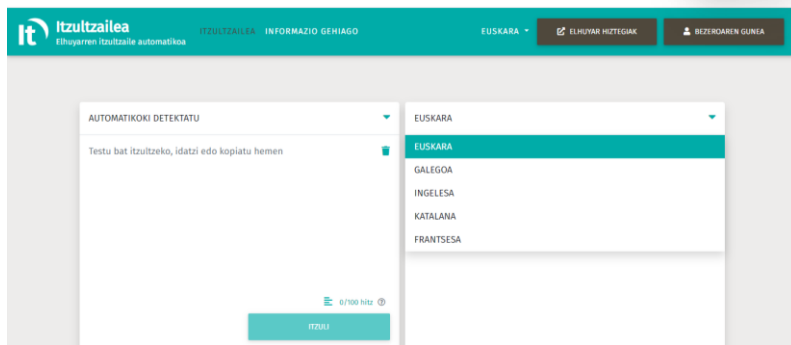 It Itzultzailea
Elhuyarren itzultzaile automatikoa
ITZULTZAILEA INFORMAZIO GEHIAGO
EUSKARA
ELHUYAR HIZTEGIAK
BEZEROAREN GUNEA
AUTOMATIKOKI DETEKTATU
Testu bat itzultzeko, idatzi edo kopiatu hemen
0/100 hitz ?
ITZULI
EUSKARA
EUSKARA
GALEGOA
INGELESA
KATALANA
FRANTSESA